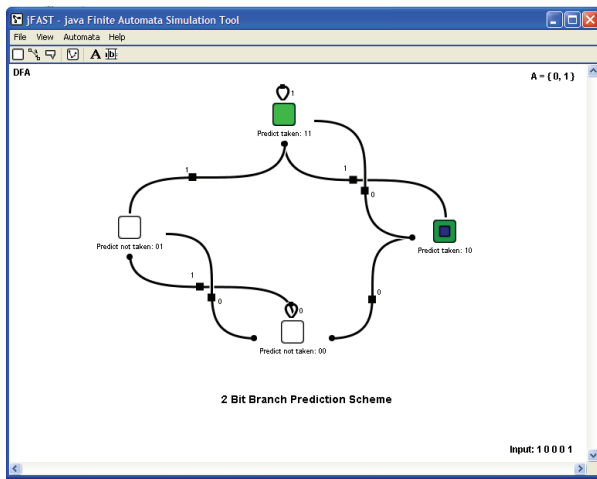 jFAST - java Finite Automata Simulation Tool
File View Automata Help
A ab
DFA
A = { 0, 1 }
1
Predict taken: 11
1
1
0
Predict not taken: 01
Predict taken: 10
1
0
0
0
Predict not taken: 00
2 Bit Branch Prediction Scheme
Input: 1 0 0 0 1